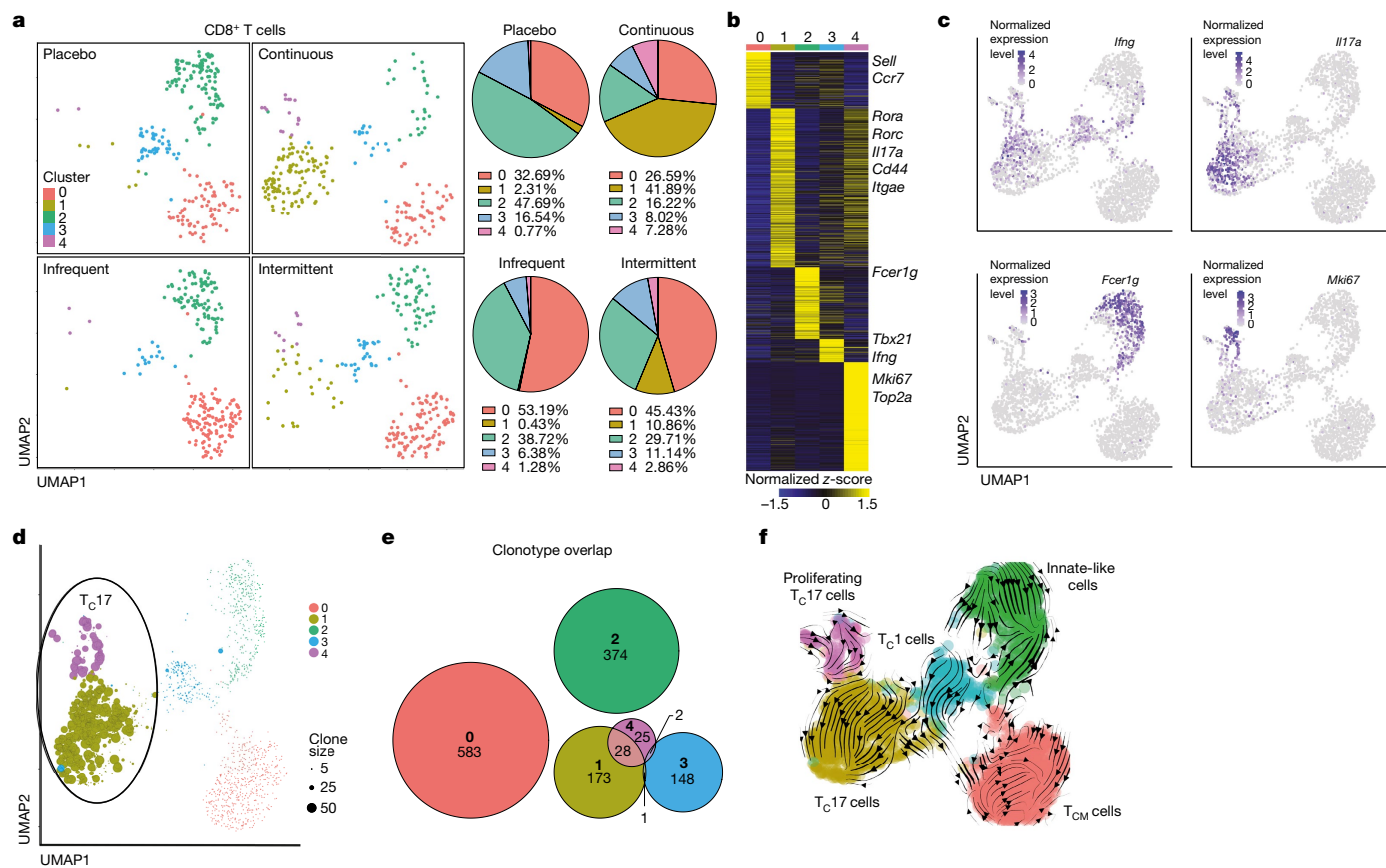 a
CD8+ T cells
Placebo
Continuous
Infrequent
Intermittent
Cluster
0
1
2
3
4
UMAP2
UMAP1
Placebo
0 32.69%
1 2.31%
2 47.69%
3 16.54%
4 0.77%
Continuous
0 26.59%
1 41.89%
2 16.22%
3 8.02%
4 7.28%
Infrequent
0 53.19%
1 0.43%
2 38.72%
3 6.38%
4 1.28%
Intermittent
0 45.43%
1 10.86%
2 29.71%
3 11.14%
4 2.86%
b
0 1 2 3 4
Sell
Ccr7
Rora
Rorc
Il17a
Cd44
Itgae
Fcer1g
Tbx21
Ifng
Mki67
Top2a
Normalized z-score
−1.5 0 1.5
c
Normalized
expression
level
4
2
0
Ifng
Normalized
expression
level
4
2
0
Il17a
Normalized
expression
level
3
2
1
0
Fcer1g
Normalized
expression
level
3
2
1
0
Mki67
UMAP2
UMAP1
d
TC17
0
1
2
3
4
Clone
size
5
25
50
UMAP2
UMAP1
e
Clonotype overlap
2
374
0
583
4
25
2
28
1
173
3
148
1
f
Proliferating
TC17 cells
Innate-like
cells
TC1 cells
TC17 cells
TCM cells